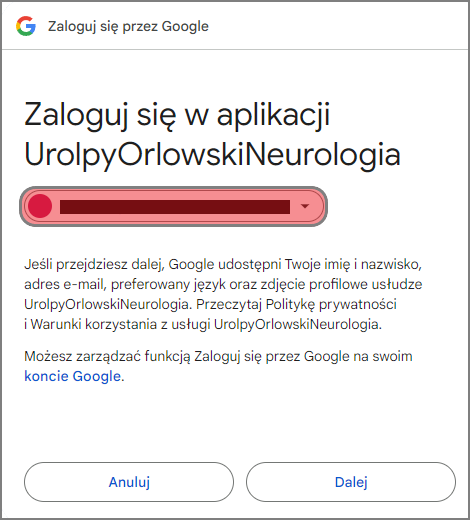 Zaloguj się przez Google
Zaloguj się w aplikacji
UrolpyOrlowskiNeurologia
Jeśli przejdziesz dalej, Google udostępni Twoje imię i nazwisko,
adres e-mail, preferowany język oraz zdjęcie profilowe usłudze
UrolpyOrlowskiNeurologia. Przeczytaj Politykę prywatności
i Warunki korzystania z usługi UrolpyOrlowskiNeurologia.
Możesz zarządzać funkcją Zaloguj się przez Google na swoim
koncie Google.
Anuluj
Dalej